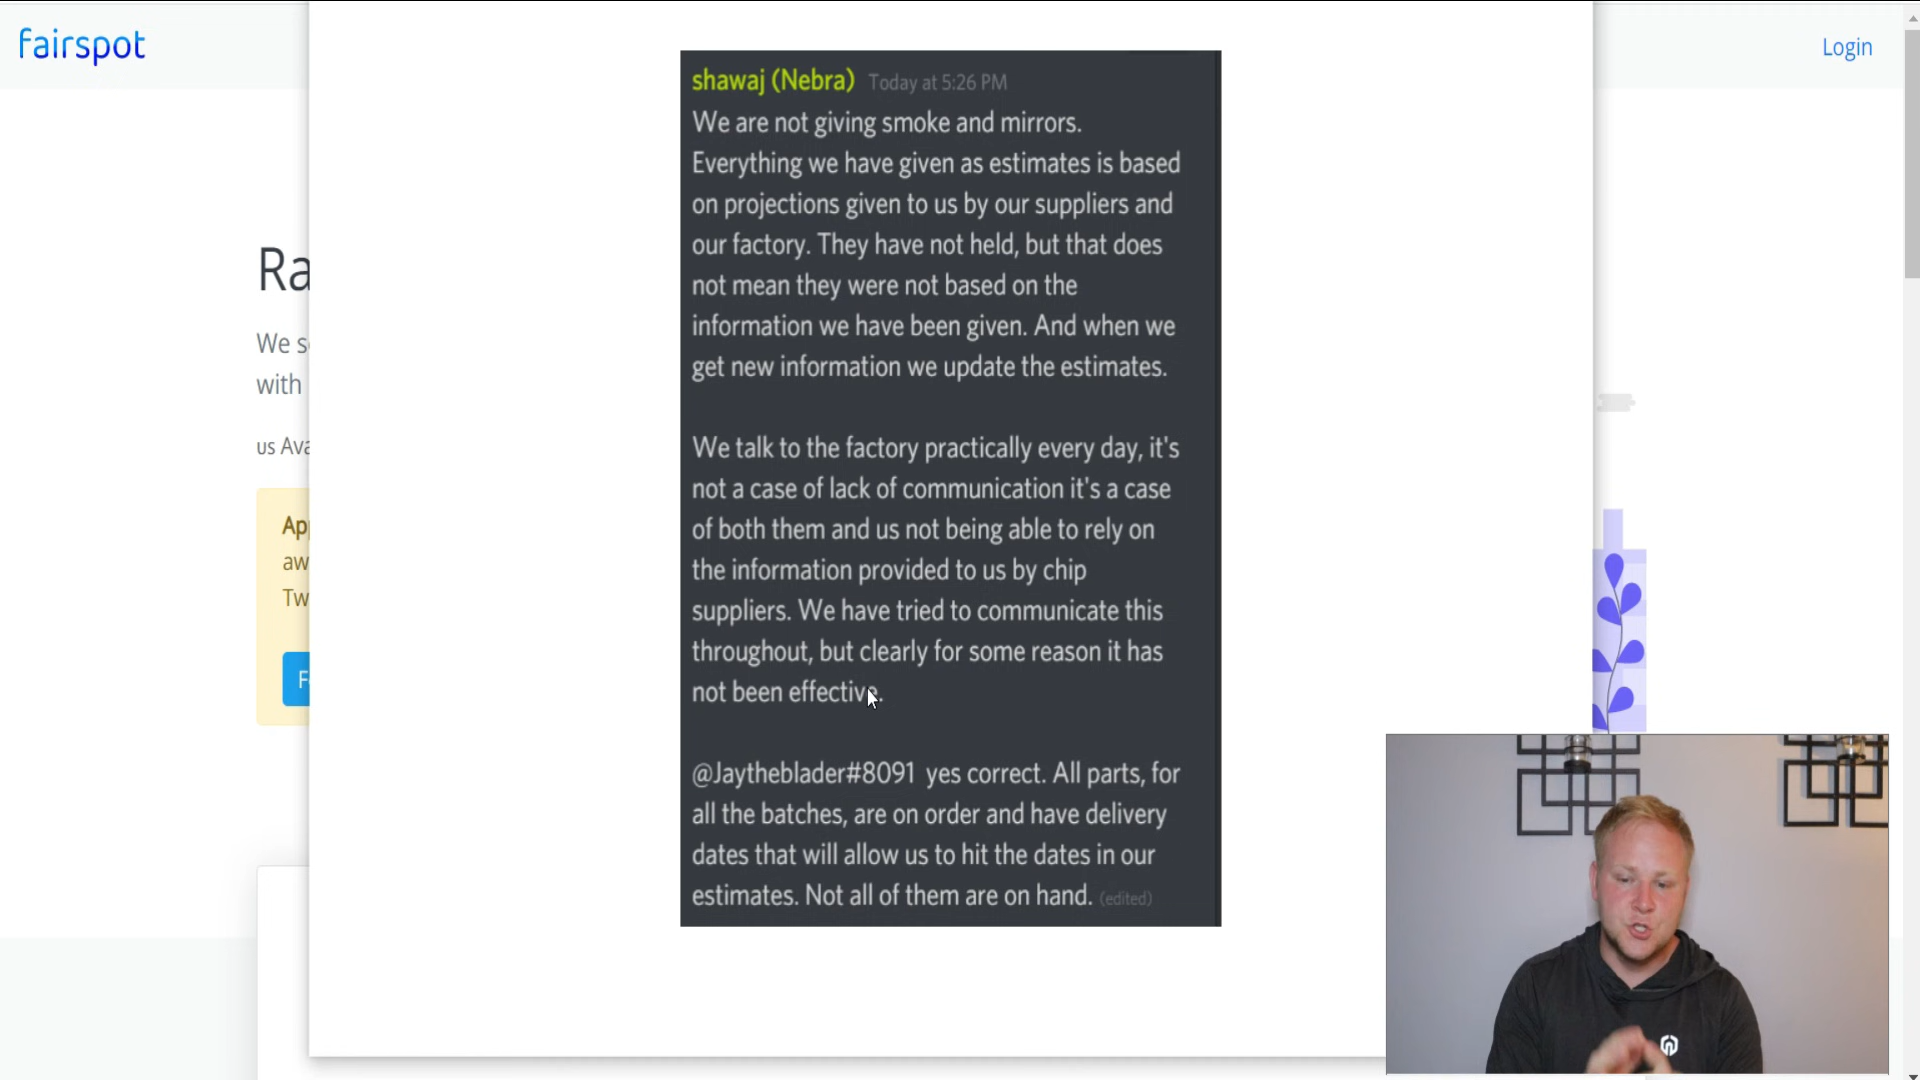 fairspot
Login
shawaj (Nebra) Today at 5:26 PM
We are not giving smoke and mirrors.
Everything we have given as estimates is based
on projections given to us by our suppliers and
our factory. They have not held, but that does
not mean they were not based on the
information we have been given. And when we
get new information we update the estimates.
We talk to the factory practically every day, it's
not a case of lack of communication it's a case
of both them and us not being able to rely on
the information provided to us by chip
suppliers. We have tried to communicate this
throughout, but clearly for some reason it has
not been effective.
@Jaytheblader#8091 yes correct. All parts, for
all the batches, are on order and have delivery
dates that will allow us to hit the dates in our
estimates. Not all of them are on hand. (edited)
Ra
We s
with
us Ava
Ap
aw
Tw
F